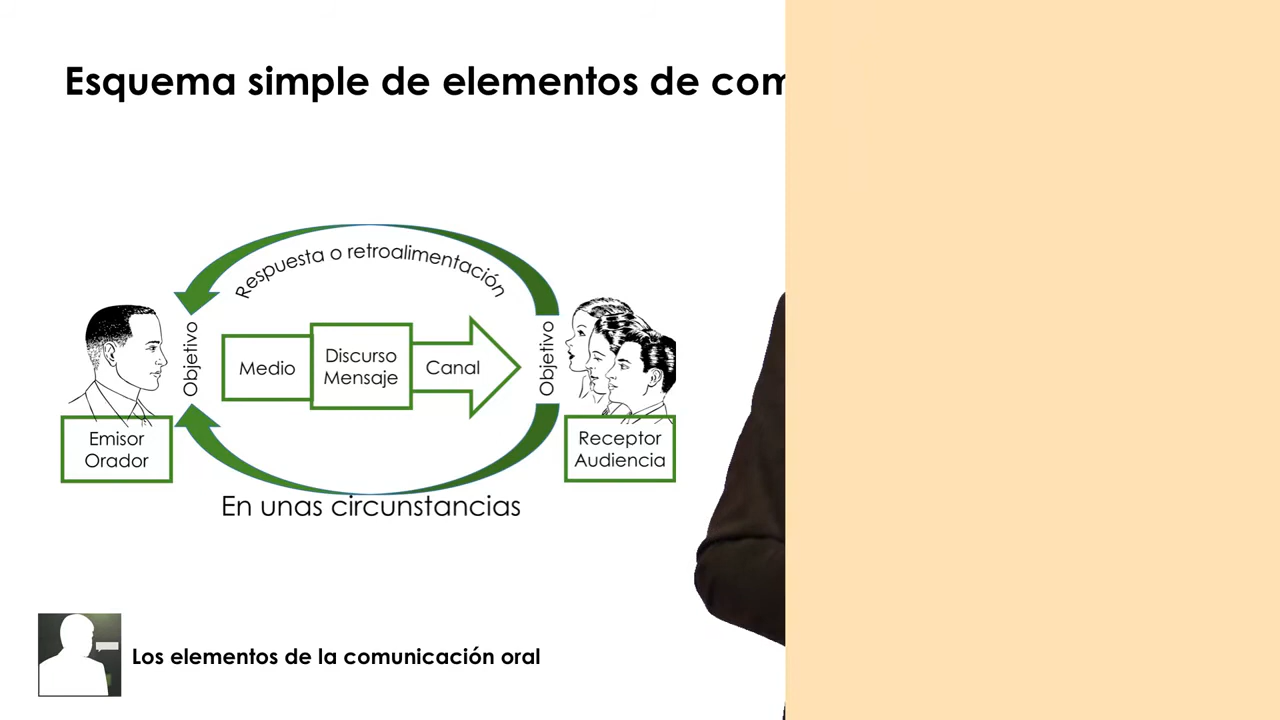 Esquema simple de elementos de com
Respuesta o retroalimentación
Objetivo
Medio
Discurso
Mensaje
Canal
Objetivo
Emisor
Orador
Receptor
Audiencia
En unas circunstancias
Los elementos de la comunicación oral